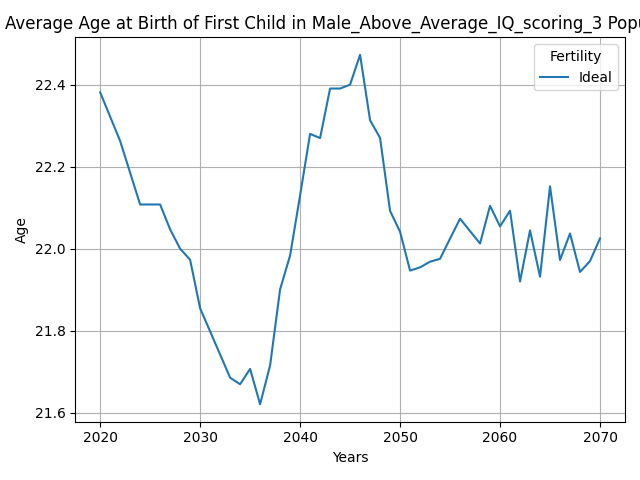 Average Age at Birth of First Child in Male_Above_Average_IQ_scoring_3 Popu
Fertility
Ideal
22.4
22.2
22.0
21.8
21.6
Age
2020 2030 2040 2050 2060 2070
Years